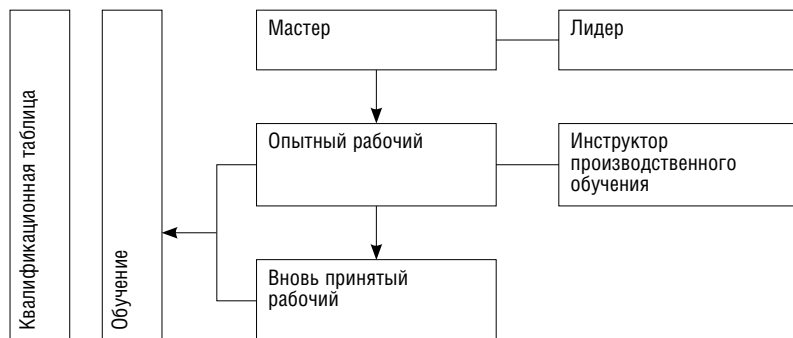 Квалификационная таблица
Обучение
Мастер
Лидер
Опытный рабочий
Инструктор
производственного
обучения
Вновь принятый
рабочий